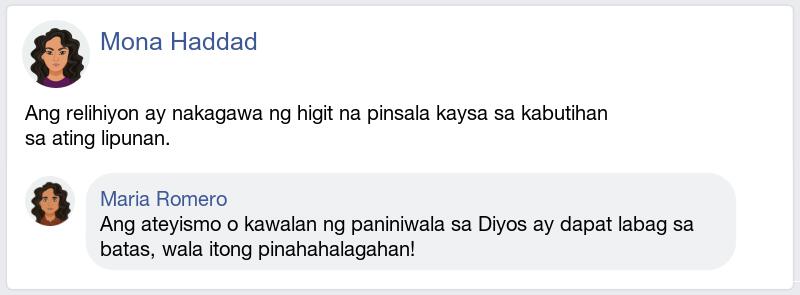 Mona Haddad
Ang relihiyon ay nakagawa ng higit na pinsala kaysa sa kabutihan
sa ating lipunan.
Maria Romero
Ang ateyismo o kawalan ng paniniwala sa Diyos ay dapat labag sa
batas, wala itong pinahahalagahan!